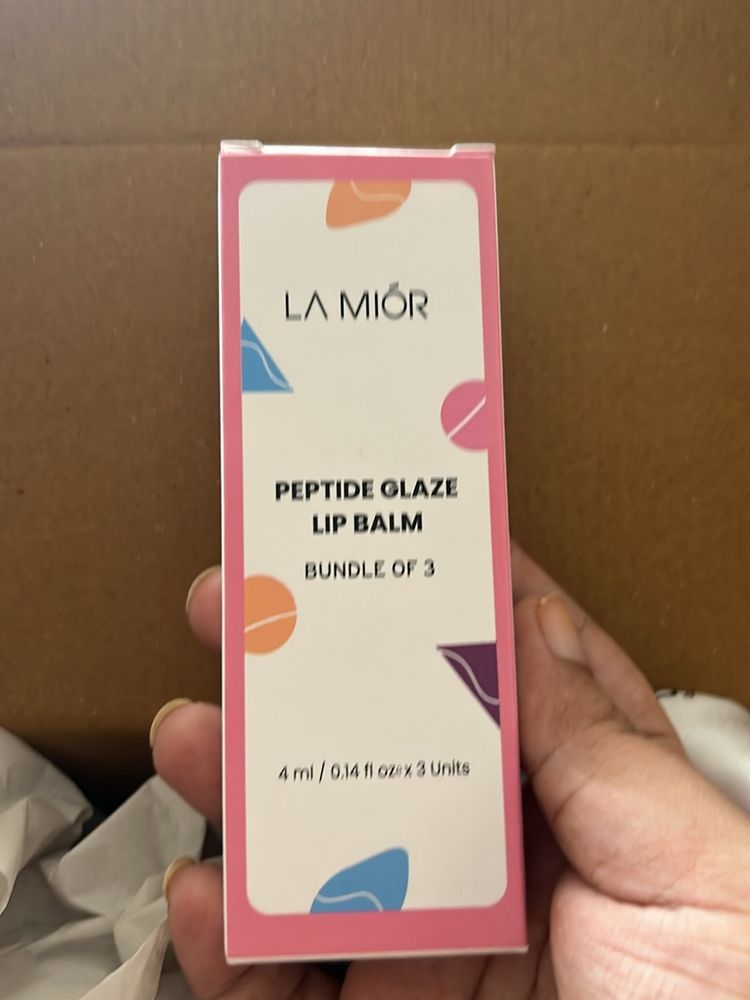 LA MIÓR
PEPTIDE GLAZE
LIP BALM
BUNDLE OF 3
4 ml / 0.14 fl oz x 3 Units